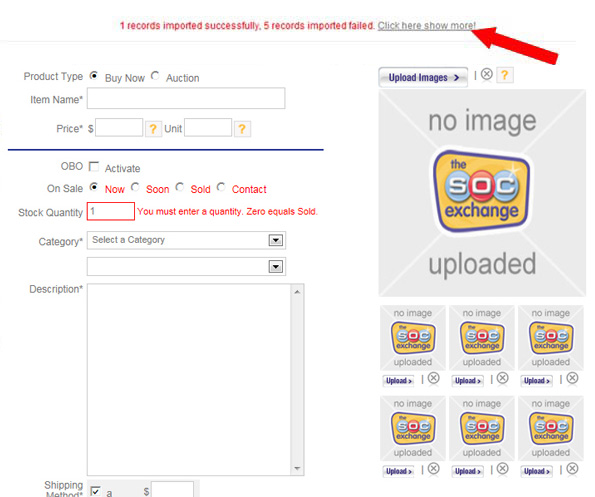 1 records imported successfully, 5 records imported failed. Click here show more!
Product Type Buy Now Auction
Item Name*
Price* $ ? Unit ?
OBO Activate
On Sale Now Soon Sold Contact
Stock Quantity 1 You must enter a quantity. Zero equals Sold.
Category* Select a Category
Description*
Shipping
Method* a $
Upload Images > | ?
no image
the
SOC
exchange
uploaded
no image no image no image
the the the
SOC SOC SOC
exchange exchange exchange
uploaded uploaded uploaded
Upload > | Upload > | Upload > |
no image no image no image
the the the
SOC SOC SOC
exchange exchange exchange
uploaded uploaded uploaded
Upload > | Upload > | Upload > |